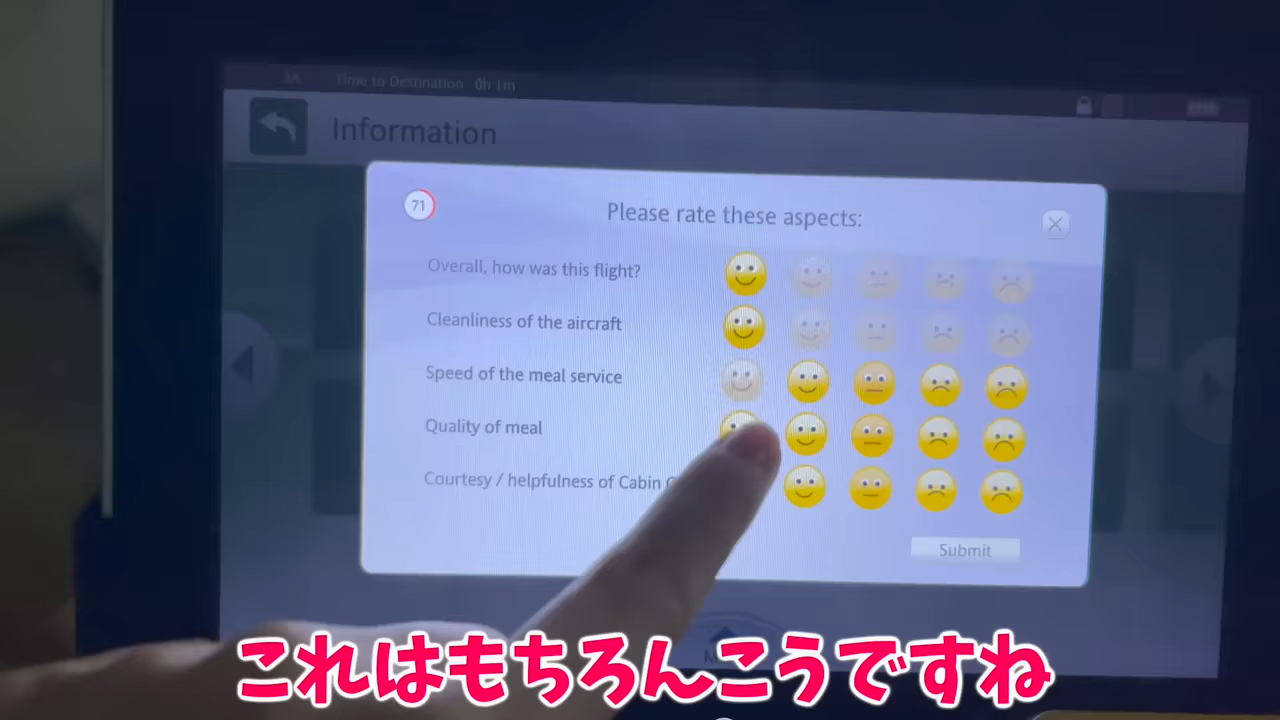 3A Time to Destination 0h 1m
Information
71
Please rate these aspects:
Overall, how was this flight?
Cleanliness of the aircraft
Speed of the meal service
Quality of meal
Courtesy / helpfulness of Cabin
Submit
これはもちろんこうですね